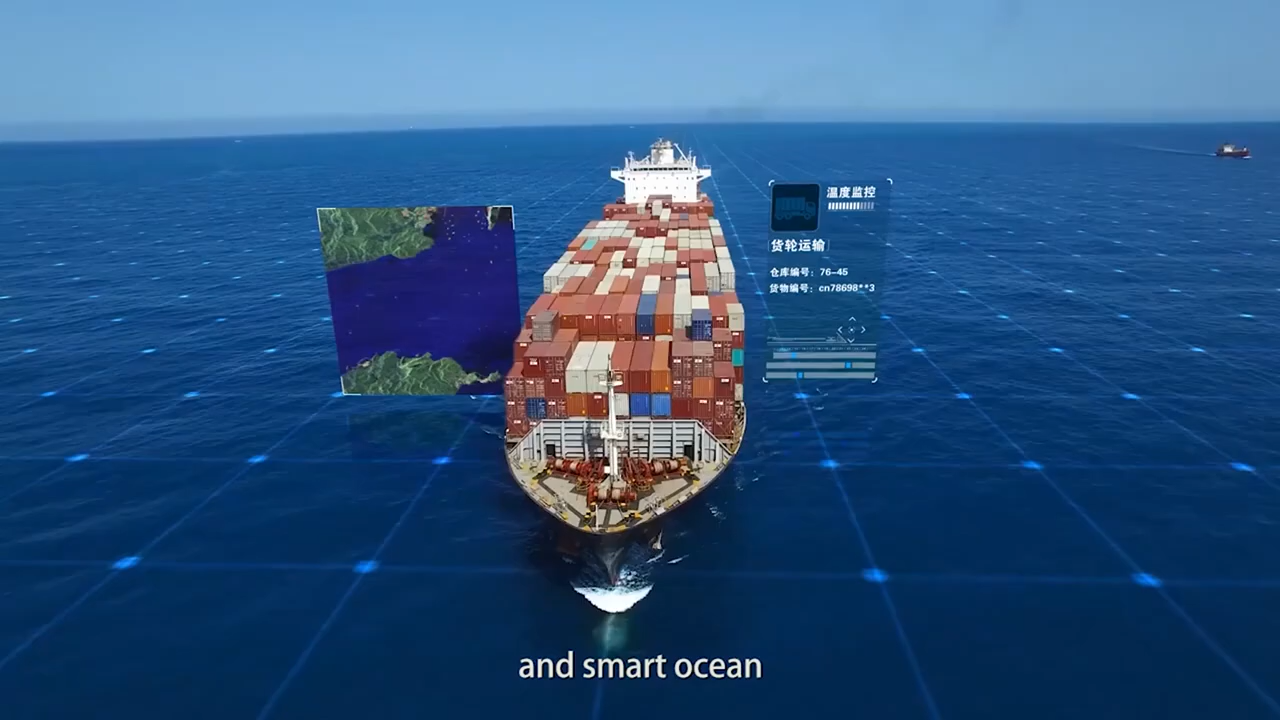 温度监控
货轮运输
仓库编号：76-45
货物编号：cn78698**3
and smart ocean